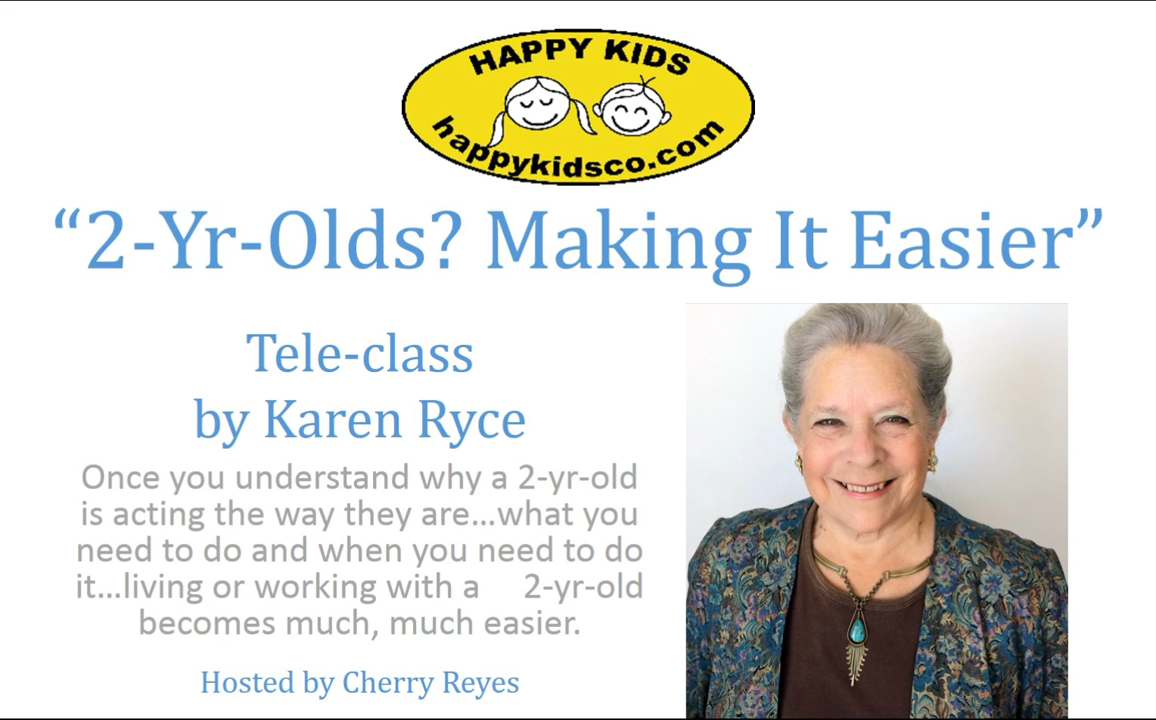 HAPPY KIDS
happykidsco.com
“2-Yr-Olds? Making It Easier”
Tele-class
by Karen Ryce
Once you understand why a 2-yr-old
is acting the way they are...what you
need to do and when you need to do
it...living or working with a 2-yr-old
becomes much, much easier.
Hosted by Cherry Reyes